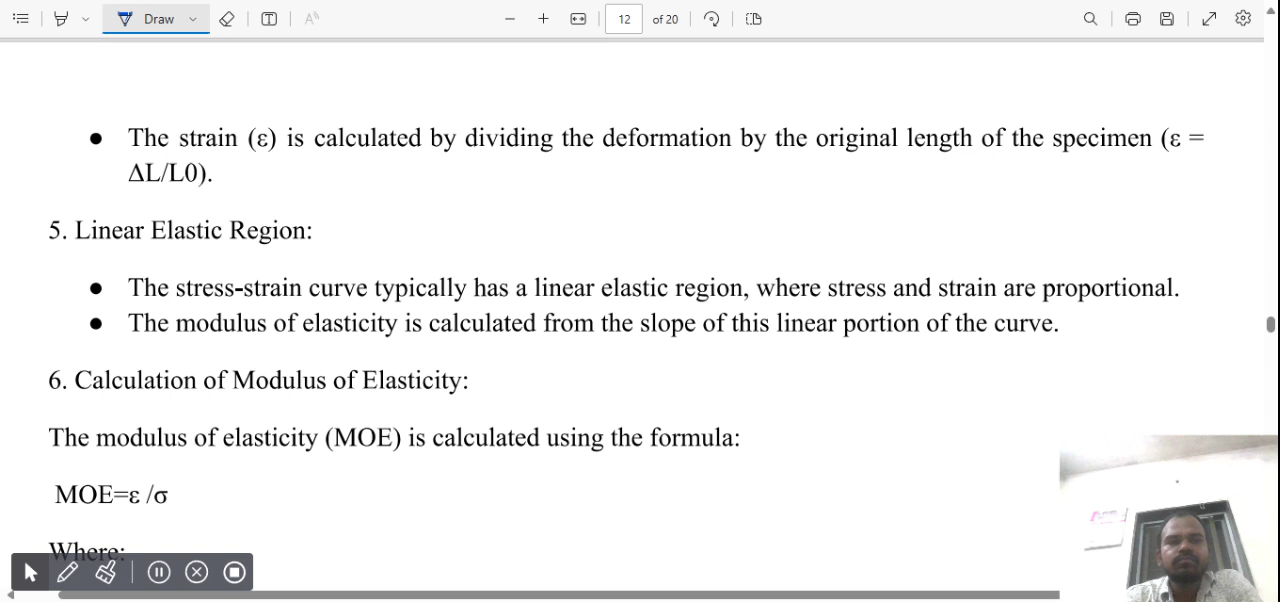 Draw
12 of 20
● The strain (ε) is calculated by dividing the deformation by the original length of the specimen (ε =
ΔL/L0).
5. Linear Elastic Region:
● The stress-strain curve typically has a linear elastic region, where stress and strain are proportional.
● The modulus of elasticity is calculated from the slope of this linear portion of the curve.
6. Calculation of Modulus of Elasticity:
The modulus of elasticity (MOE) is calculated using the formula:
MOE=ε /σ
Where: